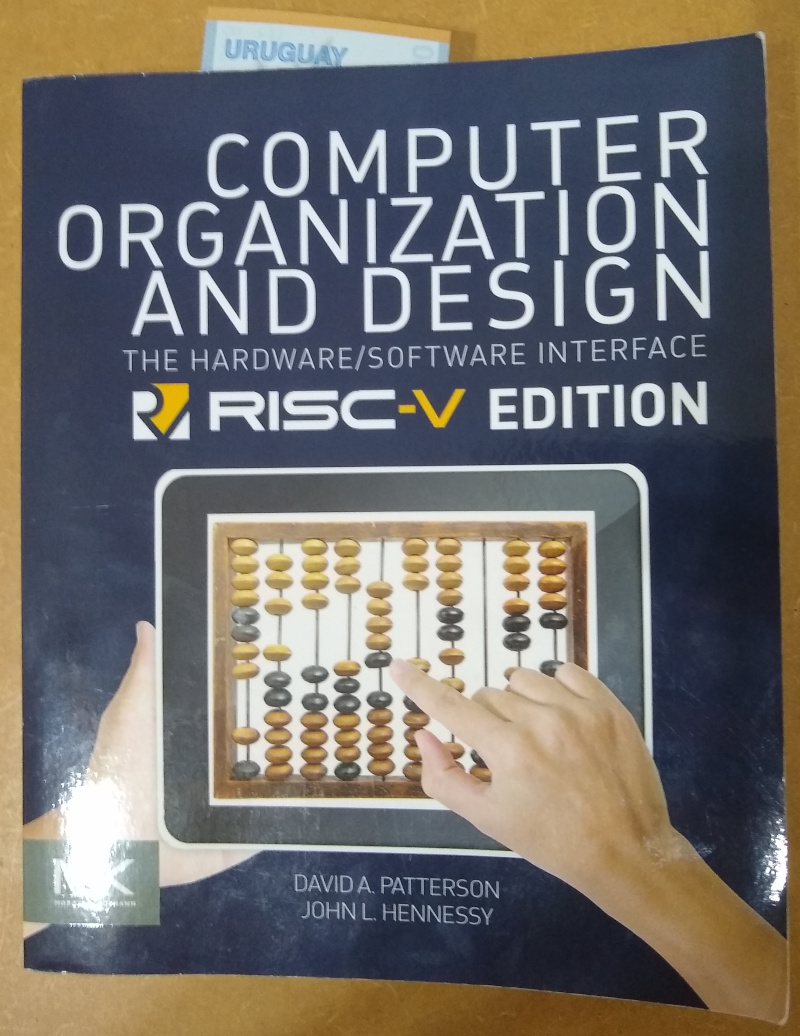 URUGUAY
COMPUTER
ORGANIZATION
AND DESIGN
THE HARDWARE/SOFTWARE INTERFACE
RISC-V EDITION
DAVID A. PATTERSON
JOHN L. HENNESSY